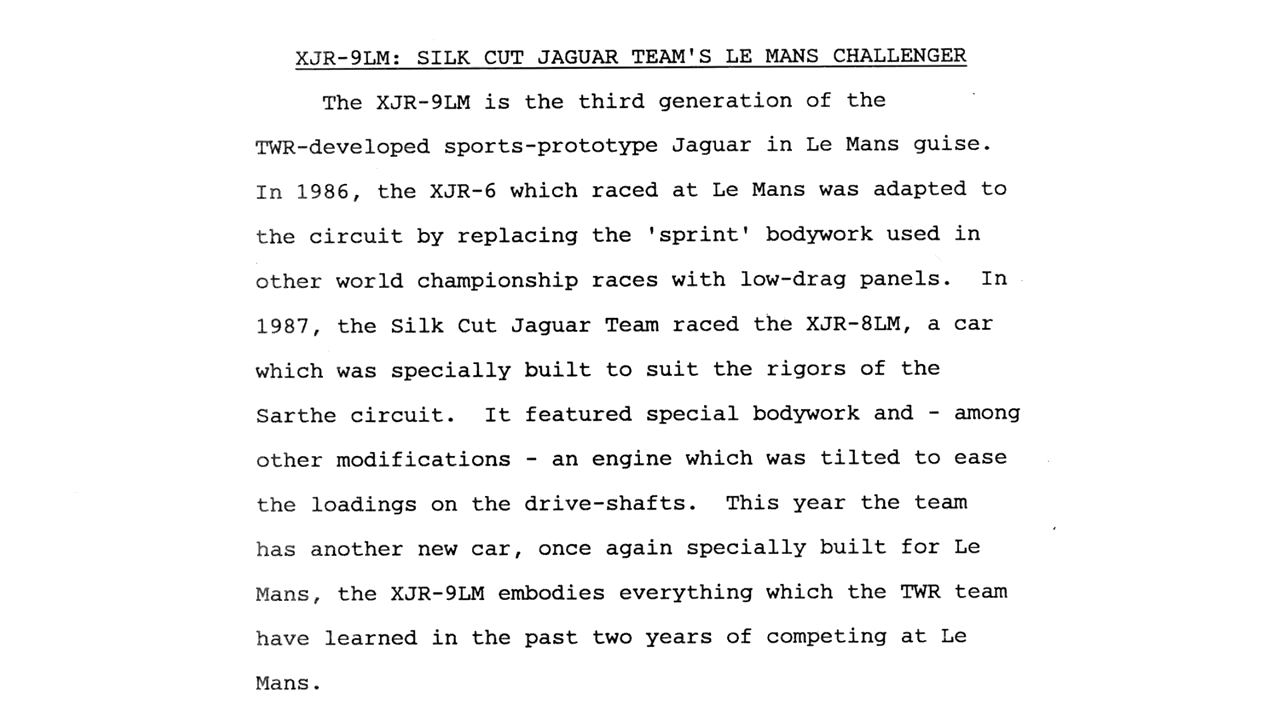 XJR-9LM: SILK CUT JAGUAR TEAM'S LE MANS CHALLENGER
The XJR-9LM is the third generation of the
TWR-developed sports-prototype Jaguar in Le Mans guise.
In 1986, the XJR-6 which raced at Le Mans was adapted to
the circuit by replacing the 'sprint' bodywork used in
other world championship races with low-drag panels.  In
1987, the Silk Cut Jaguar Team raced the XJR-8LM, a car
which was specially built to suit the rigors of the
Sarthe circuit.  It featured special bodywork and - among
other modifications - an engine which was tilted to ease
the loadings on the drive-shafts.  This year the team
has another new car, once again specially built for Le
Mans, the XJR-9LM embodies everything which the TWR team
have learned in the past two years of competing at Le
Mans.